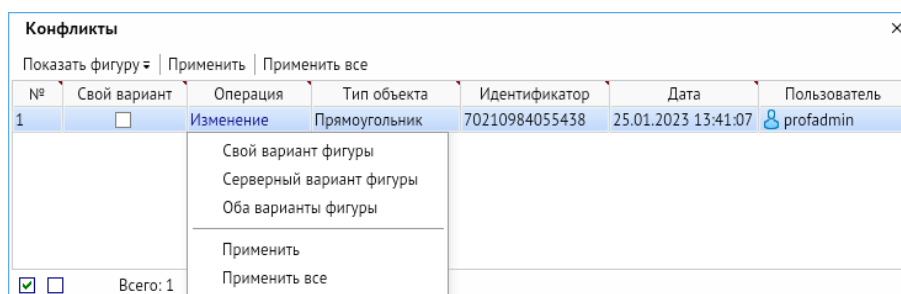 Конфликты
Показать фигуру Применить Применить все
№ Свой вариант Операция Тип объекта Идентификатор Дата Пользователь
1 Изменение Прямоугольник 70210984055438 25.01.2023 13:41:07 profadmin
Свой вариант фигуры
Серверный вариант фигуры
Оба варианты фигуры
Применить
Применить все
Всего: 1